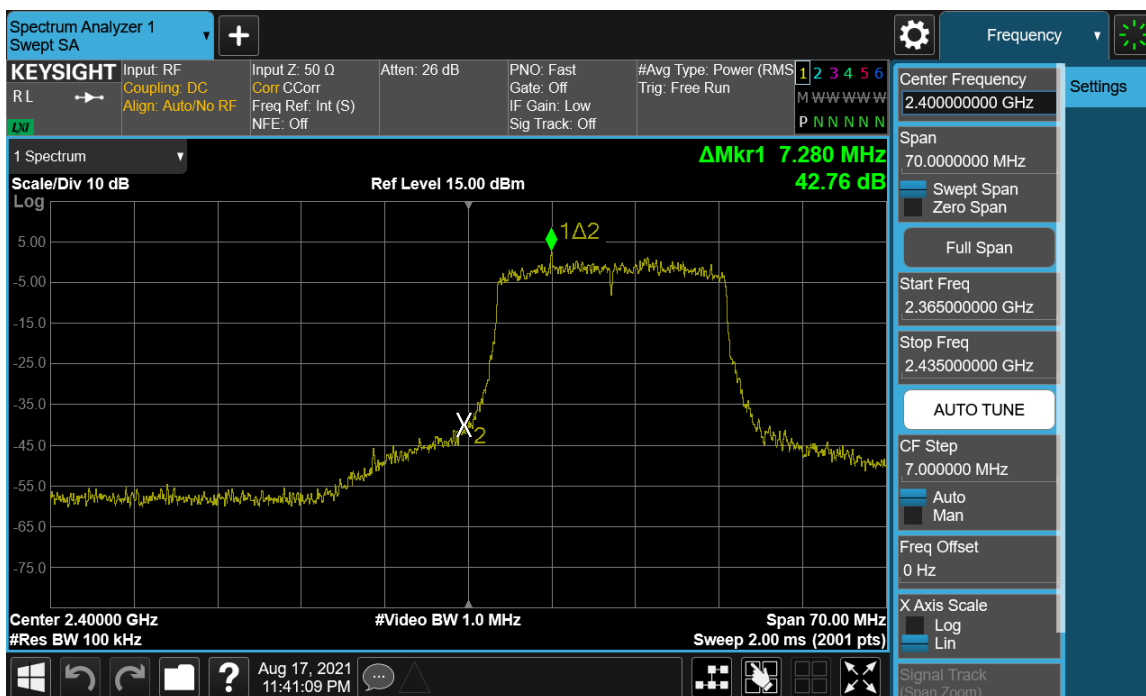 Spectrum Analyzer 1
Swept SA
+
Frequency
KEYSIGHT
RL
LXI
Input: RF
Coupling: DC
Align: Auto/No RF
Input Z: 50 Ω
Corr CCorr
Freq Ref: Int (S)
NFE: Off
Atten: 26 dB
PNO: Fast
Gate: Off
IF Gain: Low
Sig Track: Off
#Avg Type: Power (RMS
Trig: Free Run
1 2 3 4 5 6
M W W W W W
P N N N N N
1 Spectrum
Scale/Div 10 dB
Log
Ref Level 15.00 dBm
ΔMkr1 7.280 MHz
42.76 dB
1Δ2
X2
5.00
-5.00
-15.0
-25.0
-35.0
-45.0
-55.0
-65.0
-75.0
Center 2.40000 GHz
#Res BW 100 kHz
#Video BW 1.0 MHz
Span 70.00 MHz
Sweep 2.00 ms (2001 pts)
?
Aug 17, 2021
11:41:09 PM
Center Frequency
2.400000000 GHz
Span
70.0000000 MHz
Swept Span
Zero Span
Full Span
Start Freq
2.365000000 GHz
Stop Freq
2.435000000 GHz
AUTO TUNE
CF Step
7.000000 MHz
Auto
Man
Freq Offset
0 Hz
X Axis Scale
Log
Lin
Signal Track
(Span Zoom)
Settings